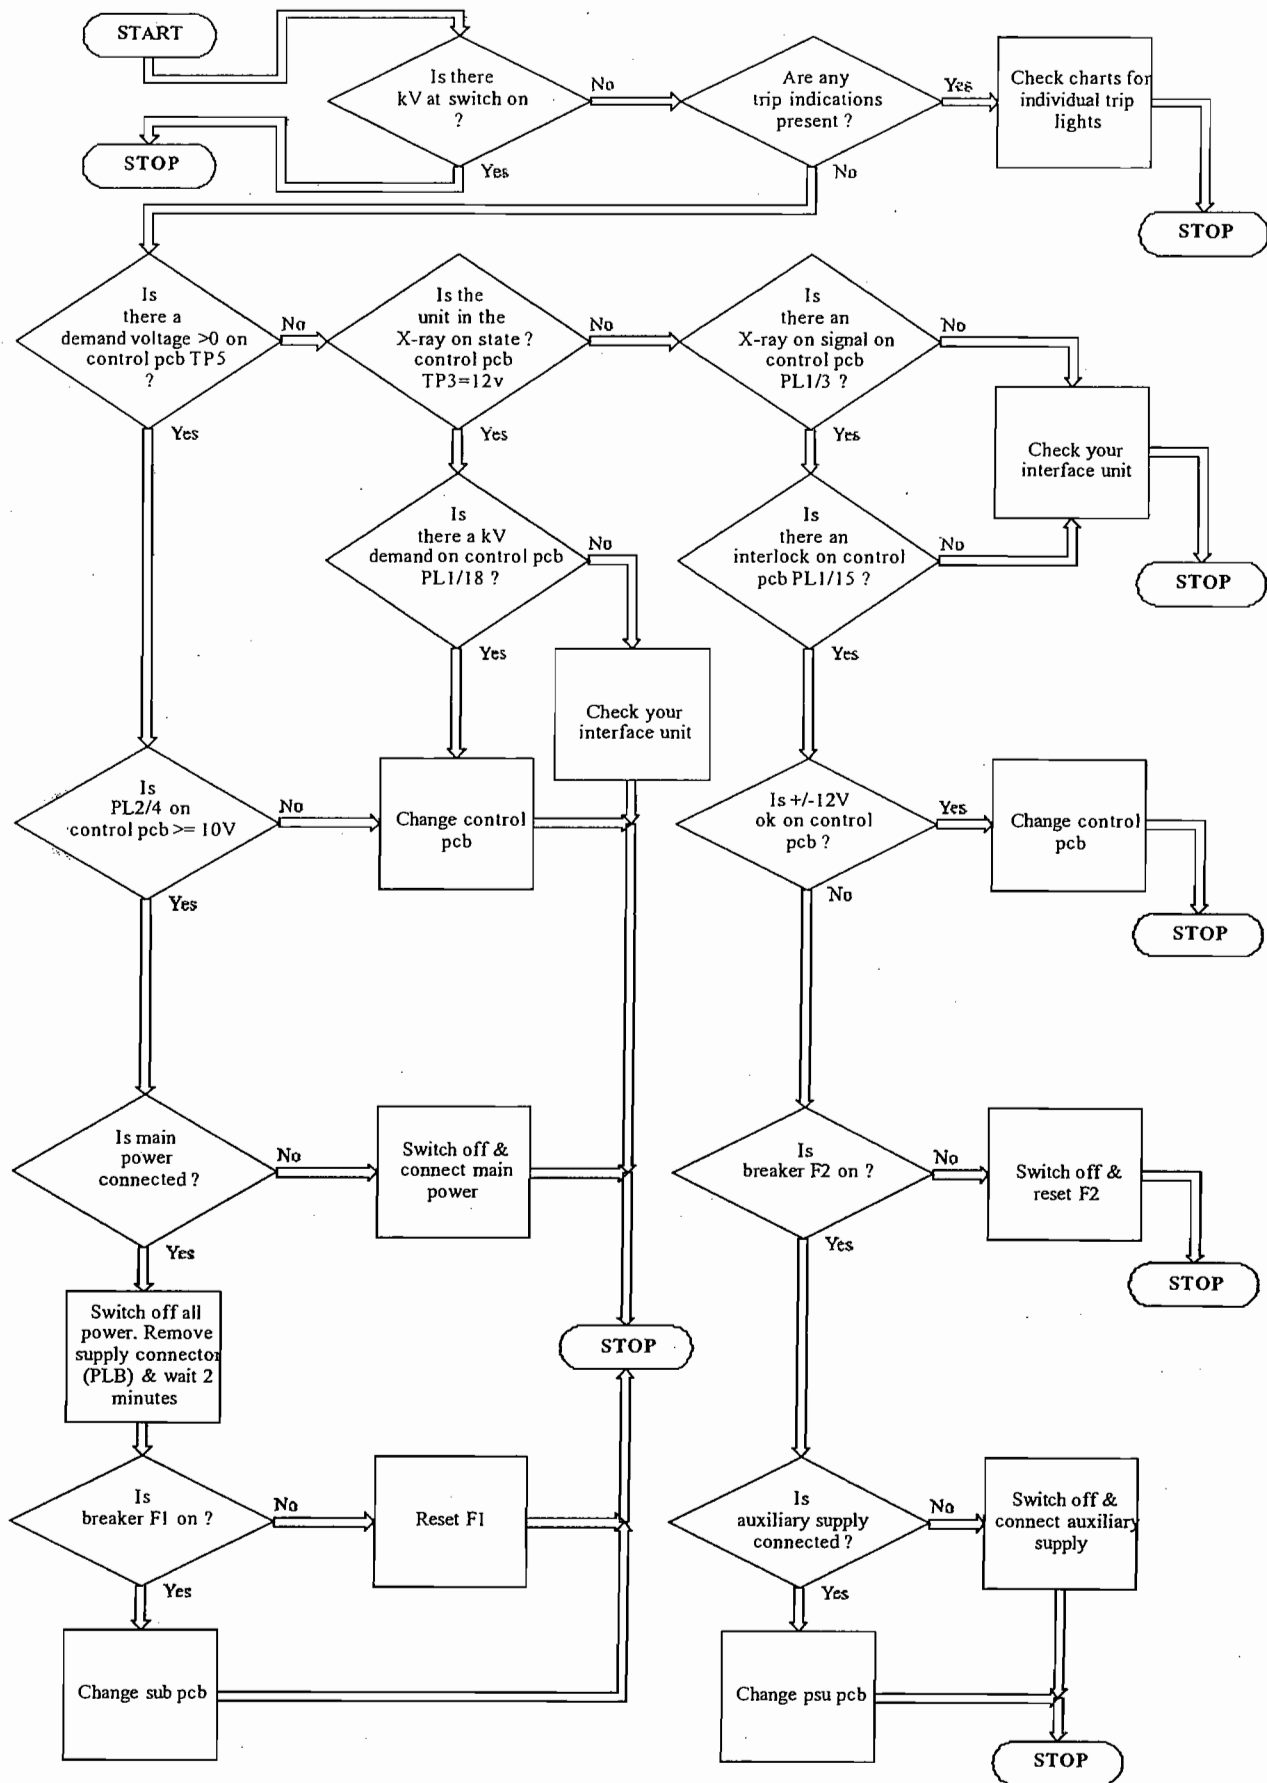 START
Is there
kV at switch on
?
No
Are any
trip indications
present ?
Yes
Check charts for
individual trip
lights
STOP
Yes
No
STOP
Is
there a
demand voltage >0 on
control pcb TP5
?
No
Is the
unit in the
X-ray on state ?
control pcb
TP3=12v
No
Is
there an
X-ray on signal on
control pcb
PL1/3 ?
No
Yes
Yes
Yes
Check your
interface unit
STOP
Is
there a kV
demand on control pcb
PL1/18 ?
No
Is
there an
interlock on control
pcb PL1/15 ?
No
Yes
Yes
Check your
interface unit
Is
PL2/4 on
control pcb >= 10V
No
Change control
pcb
Is +/-12V
ok on control
pcb ?
Yes
Change control
pcb
Yes
No
STOP
Is main
power
connected ?
No
Switch off &
connect main
power
Is
breaker F2 on ?
No
Switch off &
reset F2
Yes
Yes
STOP
Switch off all
power. Remove
supply connector
(PLB) & wait 2
minutes
STOP
Is
breaker F1 on ?
No
Reset F1
Is
auxiliary supply
connected ?
No
Switch off &
connect auxiliary
supply
Yes
Yes
Change sub pcb
Change psu pcb
STOP